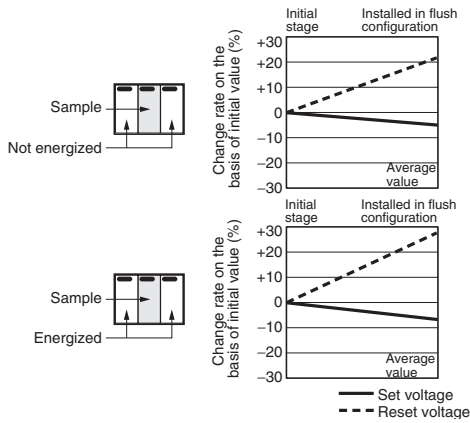 Initial
stage
Installed in flush
configuration
Change rate on the
basis of initial value (%)
+30
+20
+10
0
−10
−20
−30
Average
value
Sample
Not energized
Initial
stage
Installed in flush
configuration
Change rate on the
basis of initial value (%)
+30
+20
+10
0
−10
−20
−30
Average
value
Sample
Energized
Set voltage
Reset voltage